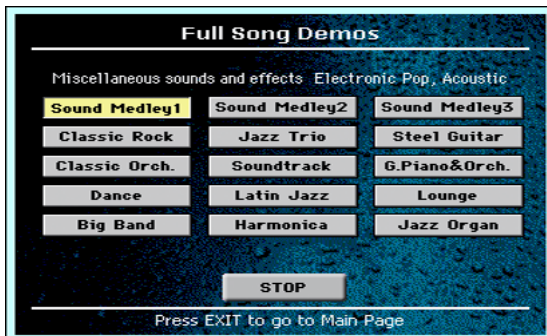 Full Song Demos
Miscellaneous sounds and effects Electronic Pop, Acoustic
Sound Medley1 Sound Medley2 Sound Medley3
Classic Rock Jazz Trio Steel Guitar
Classic Orch. Soundtrack G.Piano&Orch.
Dance Latin Jazz Lounge
Big Band Harmonica Jazz Organ
STOP
Press EXIT to go to Main Page